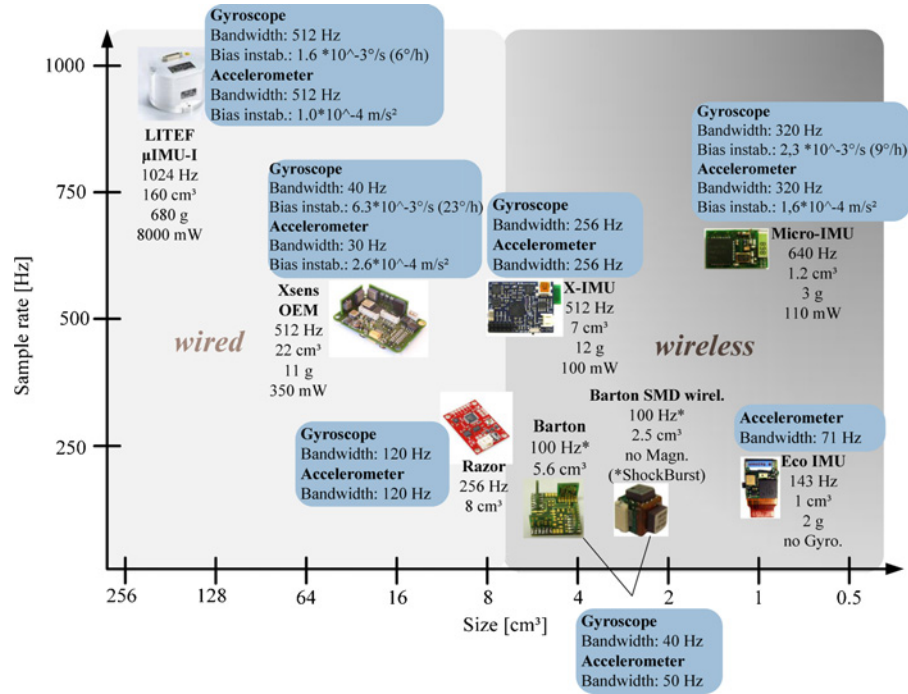 Gyroscope
Bandwidth: 512 Hz
Bias instab.: 1.6 *10^-3°/s (6°/h)
Accelerometer
Bandwidth: 512 Hz
Bias instab.: 1.0*10^-4 m/s²
LITEF
µIMU-I
1024 Hz
160 cm³
680 g
8000 mW
Gyroscope
Bandwidth: 40 Hz
Bias instab.: 6.3*10^-3°/s (23°/h)
Accelerometer
Bandwidth: 30 Hz
Bias instab.: 2.6*10^-4 m/s²
Xsens
OEM
512 Hz
22 cm³
11 g
350 mW
Gyroscope
Bandwidth: 256 Hz
Accelerometer
Bandwidth: 256 Hz
X-IMU
512 Hz
7 cm³
12 g
100 mW
Gyroscope
Bandwidth: 320 Hz
Bias instab.: 2,3 *10^-3°/s (9°/h)
Accelerometer
Bandwidth: 320 Hz
Bias instab.: 1,6*10^-4 m/s²
Micro-IMU
640 Hz
1.2 cm³
3 g
110 mW
wired
wireless
Gyroscope
Bandwidth: 120 Hz
Accelerometer
Bandwidth: 120 Hz
Razor
256 Hz
8 cm³
Barton
100 Hz*
5.6 cm³
Barton SMD wirel.
100 Hz*
2.5 cm³
no Magn.
(*ShockBurst)
Accelerometer
Bandwidth: 71 Hz
Eco IMU
143 Hz
1 cm³
2 g
no Gyro.
Gyroscope
Bandwidth: 40 Hz
Accelerometer
Bandwidth: 50 Hz
Sample rate [Hz]
1000
750
500
250
256 128 64 16 8 4 2 1 0.5
Size [cm³]